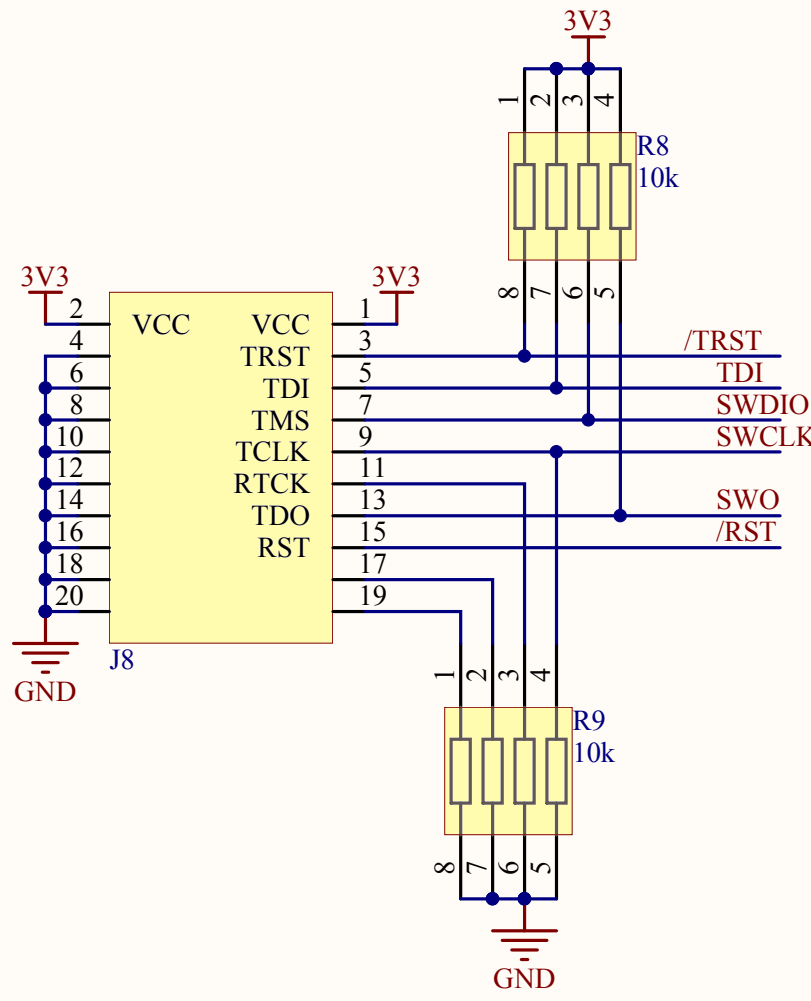 3V3
1 2 3 4
R8
10k
8 7 6 5
3V3
3V3
2 VCC VCC 1
4 TRST 3 /TRST
6 TDI 5 TDI
8 TMS 7 SWDIO
10 TCLK 9 SWCLK
12 RTCK 11
14 TDO 13 SWO
16 RST 15 /RST
18 17
20 19
J8
GND
1 2 3 4
R9
10k
8 7 6 5
GND